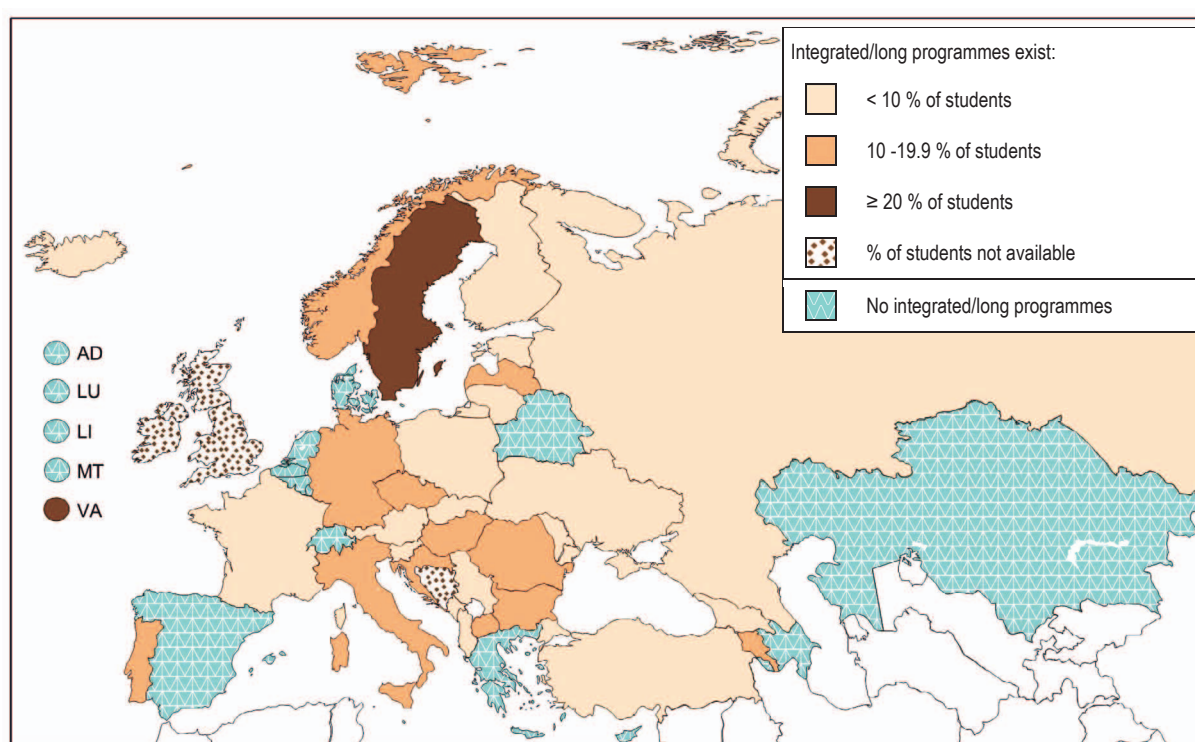 Integrated/long programmes exist:
< 10 % of students
10 -19.9 % of students
≥ 20 % of students
% of students not available
No integrated/long programmes
AD
LU
LI
MT
VA